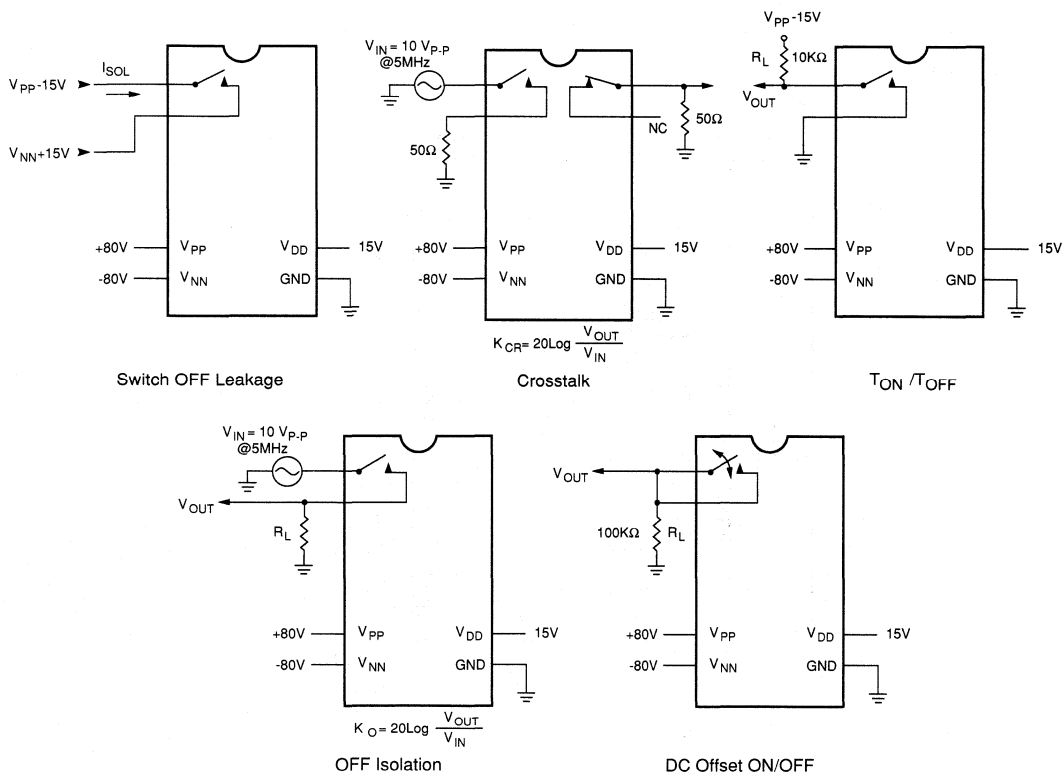 I_SOL
V_PP-15V
V_NN+15V
+80V V_PP V_DD 15V
-80V V_NN GND
Switch OFF Leakage
V_IN = 10 V_P-P
@5MHz
50Ω
NC
50Ω
+80V V_PP V_DD 15V
-80V V_NN GND
K_CR = 20Log V_OUT
V_IN
Crosstalk
V_PP-15V
R_L 10KΩ
V_OUT
+80V V_PP V_DD 15V
-80V V_NN GND
T_ON /T_OFF
V_IN = 10 V_P-P
@5MHz
V_OUT
R_L
+80V V_PP V_DD 15V
-80V V_NN GND
K_O = 20Log V_OUT
V_IN
OFF Isolation
V_OUT
100KΩ R_L
+80V V_PP V_DD 15V
-80V V_NN GND
DC Offset ON/OFF